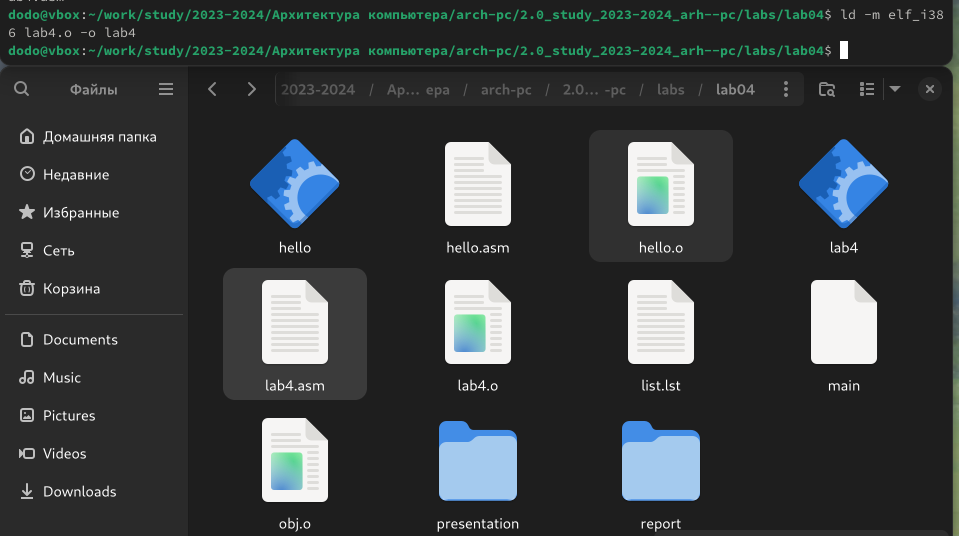 dodo@vbox:~/work/study/2023-2024/Архитектура компьютера/arch-pc/2.0_study_2023-2024_arh--pc/labs/lab04$ ld -m elf_i38
6 lab4.o -o lab4
dodo@vbox:~/work/study/2023-2024/Архитектура компьютера/arch-pc/2.0_study_2023-2024_arh--pc/labs/lab04$
Файлы
2023-2024 / Ар… ера / arch-pc / 2.0… -pc / labs / lab04
Домашняя папка
Недавние
Избранные
Сеть
Корзина
Documents
Music
Pictures
Videos
Downloads
hello
hello.asm
hello.o
lab4
lab4.asm
lab4.o
list.lst
main
obj.o
presentation
report